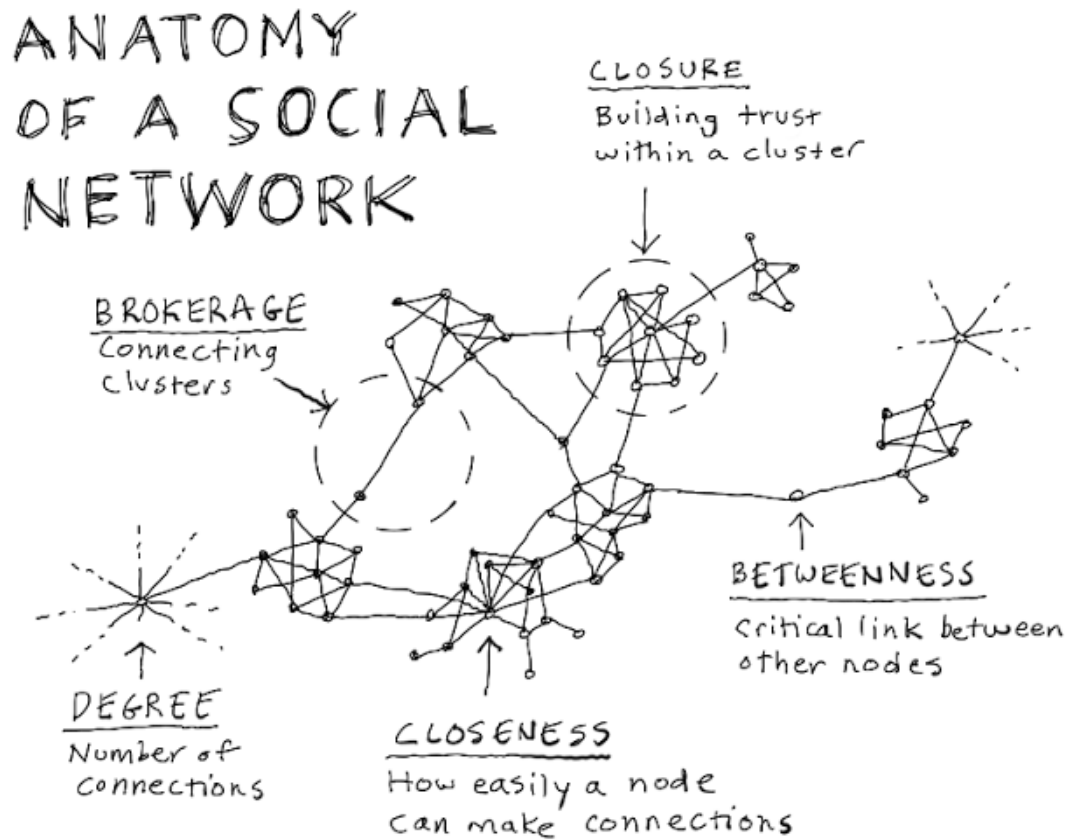 ANATOMY
OF A SOCIAL
NETWORK
CLOSURE
Building trust
within a cluster
BROKERAGE
Connecting
clusters
BETWEENNESS
Critical link between
other nodes
DEGREE
Number of
connections
CLOSENESS
How easily a node
can make connections